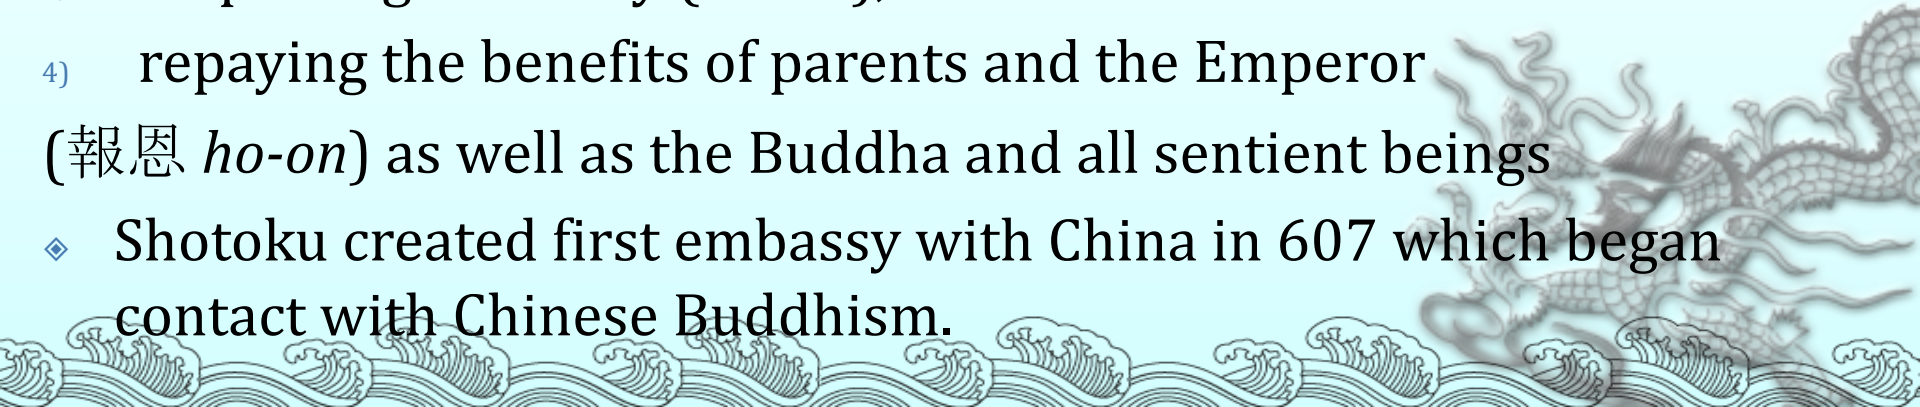 4) repaying the benefits of parents and the Emperor
(報恩 ho-on) as well as the Buddha and all sentient beings
Shotoku created first embassy with China in 607 which began
contact with Chinese Buddhism.